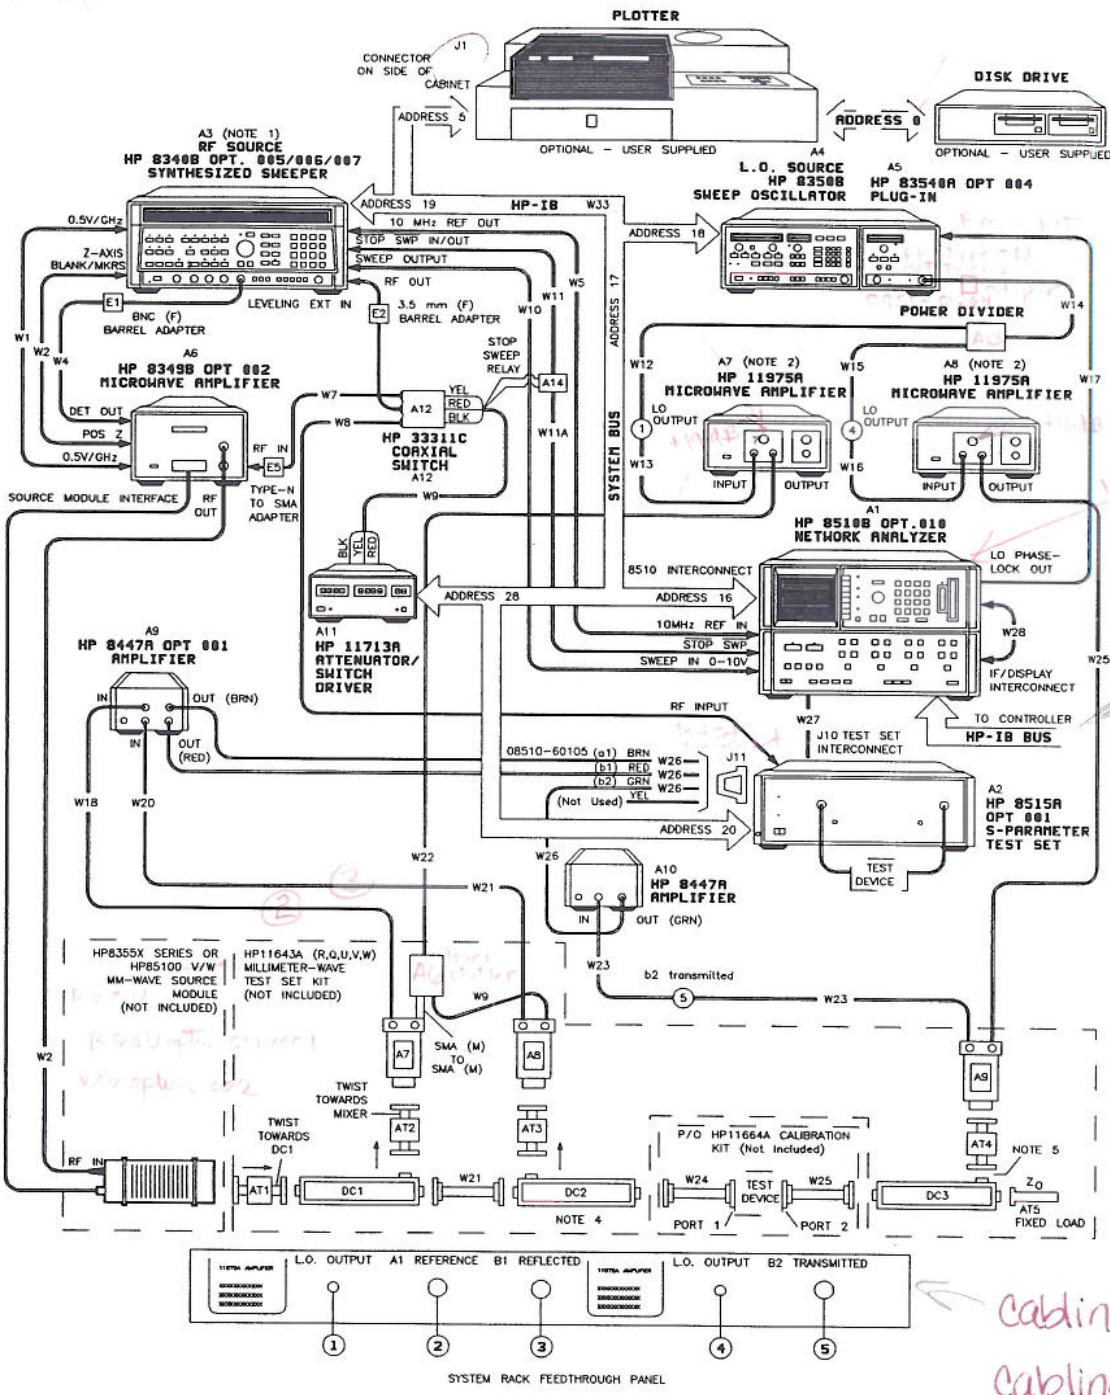 PLOTTER
J1
CONNECTOR
ON SIDE OF
CABINET
DISK DRIVE
ADDRESS 5
ADDRESS 0
OPTIONAL - USER SUPPLIED
OPTIONAL - USER SUPPLIED
A3 (NOTE 1)
RF SOURCE
HP 8340B OPT. 005/006/007
SYNTHESIZED SWEEPER
A4
L.O. SOURCE
HP 8350B
SWEEP OSCILLATOR
A5
HP 83540A OPT 004
PLUG-IN
ADDRESS 19
HP-IB
W33
0.5V/GHz
10 MHz REF OUT
STOP SWP IN/OUT
ADDRESS 18
Z-AXIS
BLANK/MKRS
SWEEP OUTPUT
RF OUT
LEVELING EXT IN
E1
BNC (F)
BARREL ADAPTER
E2
3.5 mm (F)
BARREL ADAPTER
W5
W11
W10
ADDRESS 17
POWER DIVIDER
W14
W1
W2
W4
A6
HP 8349B OPT 002
MICROWAVE AMPLIFIER
STOP
SWEEP
RELAY
A14
W12
W15
W17
A7 (NOTE 2)
HP 11975A
MICROWAVE AMPLIFIER
A8 (NOTE 2)
HP 11975A
MICROWAVE AMPLIFIER
DET OUT
POS Z
0.5V/GHz
W7
W8
A12
YEL
RED
BLK
HP 33311C
COAXIAL
SWITCH
A12
W11A
LO
OUTPUT
1
W13
INPUT
OUTPUT
LO
OUTPUT
4
W16
INPUT
OUTPUT
RF IN
E5
TYPE-N
TO SMA
ADAPTER
W9
SYSTEM BUS
SOURCE MODULE INTERFACE
RF
OUT
BLK
YEL
RED
A1
HP 8510B OPT.010
NETWORK ANALYZER
LO PHASE-
LOCK OUT
8510 INTERCONNECT
ADDRESS 28
ADDRESS 16
10MHz REF IN
STOP SWP
SWEEP IN 0-10V
W28
IF/DISPLAY
INTERCONNECT
W25
A11
HP 11713A
ATTENUATOR/
SWITCH
DRIVER
A9
HP 8447A OPT 001
AMPLIFIER
IN
OUT (BRN)
IN
OUT
(RED)
RF INPUT
W27
J10 TEST SET
INTERCONNECT
TO CONTROLLER
HP-IB BUS
08510-60105 (a1) BRN
W26
(b1) RED
W26
(b2) GRN
W26
(Not Used) YEL
J11
A2
HP 8515A
OPT 001
S-PARAMETER
TEST SET
W18
W20
ADDRESS 20
TEST
DEVICE
W22
W26
A10
HP 8447A
AMPLIFIER
IN
OUT (GRN)
W21
2
3
HP8355X SERIES OR
HP85100 V/W
MM-WAVE SOURCE
MODULE
(NOT INCLUDED)
HP11643A (R,Q,U,V,W)
MILLIMETER-WAVE
TEST SET KIT
(NOT INCLUDED)
W23
b2 transmitted
5
W23
W9
A7
SMA (M)
TO
SMA (M)
A8
A9
W2
TWIST
TOWARDS
MIXER
AT2
AT3
AT4
NOTE 5
TWIST
TOWARDS
DC1
P/O HP11664A CALIBRATION
KIT (Not Included)
RF IN
AT1
DC1
W21
DC2
NOTE 4
W24
TEST
DEVICE
W25
PORT 1
PORT 2
DC3
Z0
AT5
FIXED LOAD
11975A AMPLIFIER
L.O. OUTPUT
A1 REFERENCE
B1 REFLECTED
11975A AMPLIFIER
L.O. OUTPUT
B2 TRANSMITTED
1
2
3
4
5
SYSTEM RACK FEEDTHROUGH PANEL